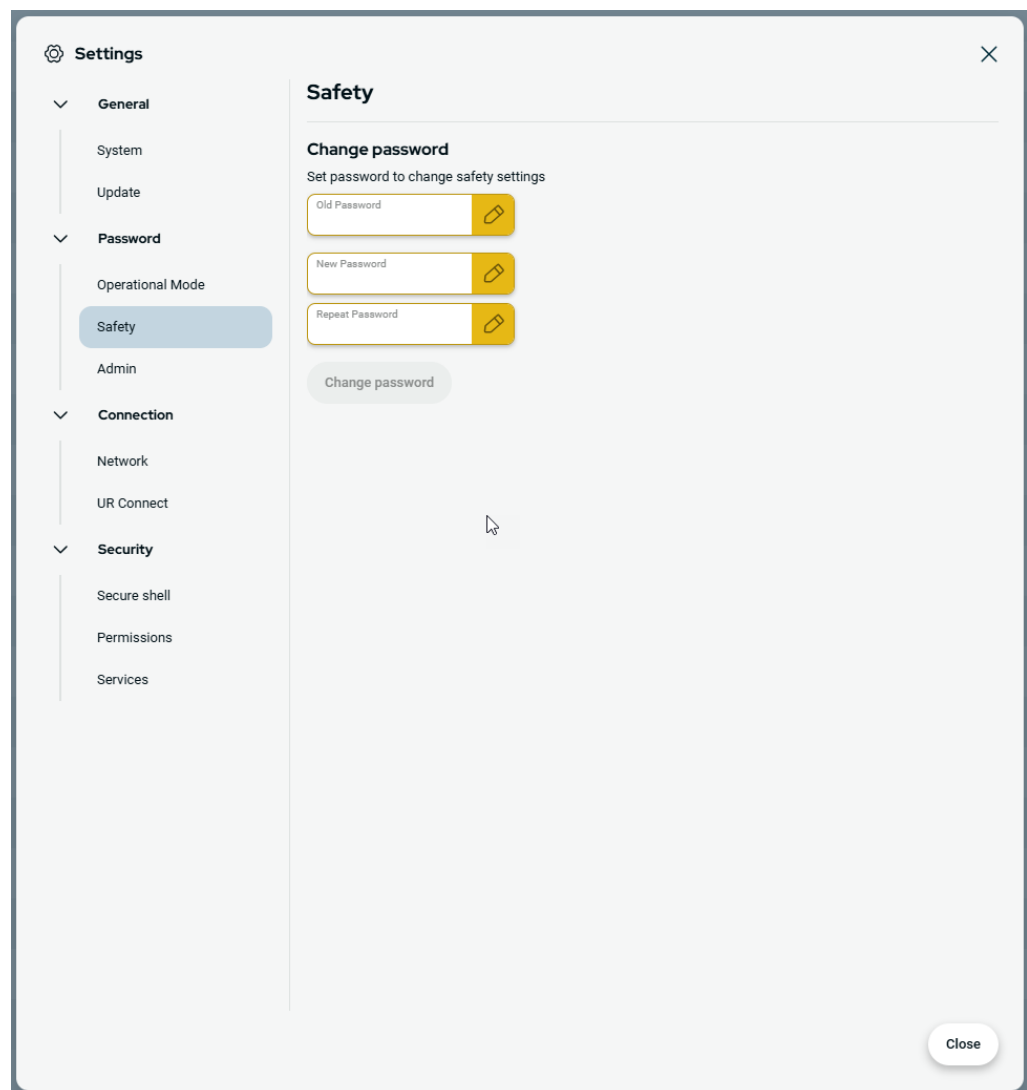 Settings
General
System
Update
Password
Operational Mode
Safety
Admin
Connection
Network
UR Connect
Security
Secure shell
Permissions
Services
Safety
Change password
Set password to change safety settings
Old Password
New Password
Repeat Password
Change password
Close